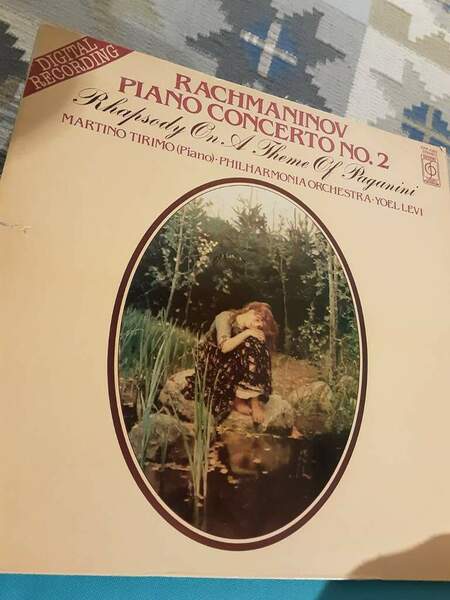 DIGITAL
RECORDING
RACHMANINOV
PIANO CONCERTO NO. 2
Rhapsody On A Theme Of Paganini
MARTINO TIRIMO (Piano) · PHILHARMONIA ORCHESTRA · YOEL LEVI